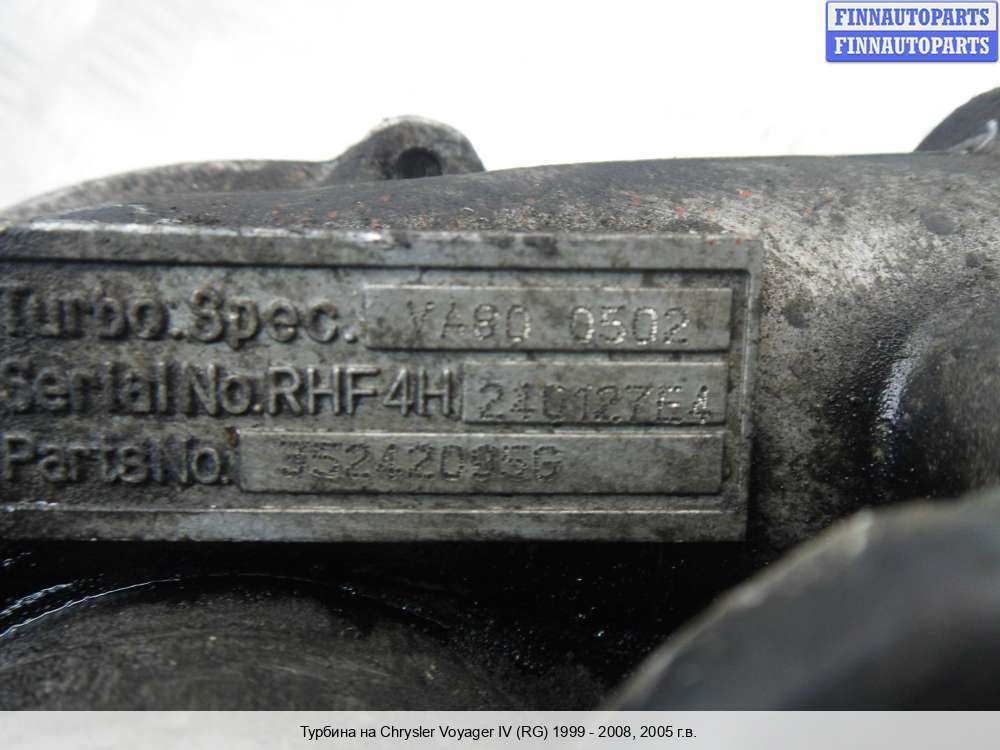 FINNAUTOPARTS
FINNAUTOPARTS
Turbo.Spec. VA80 0502
Serial No.RHF4H
Parts No. 35242095G
Турбина на Chrysler Voyager IV (RG) 1999 - 2008, 2005 г.в.